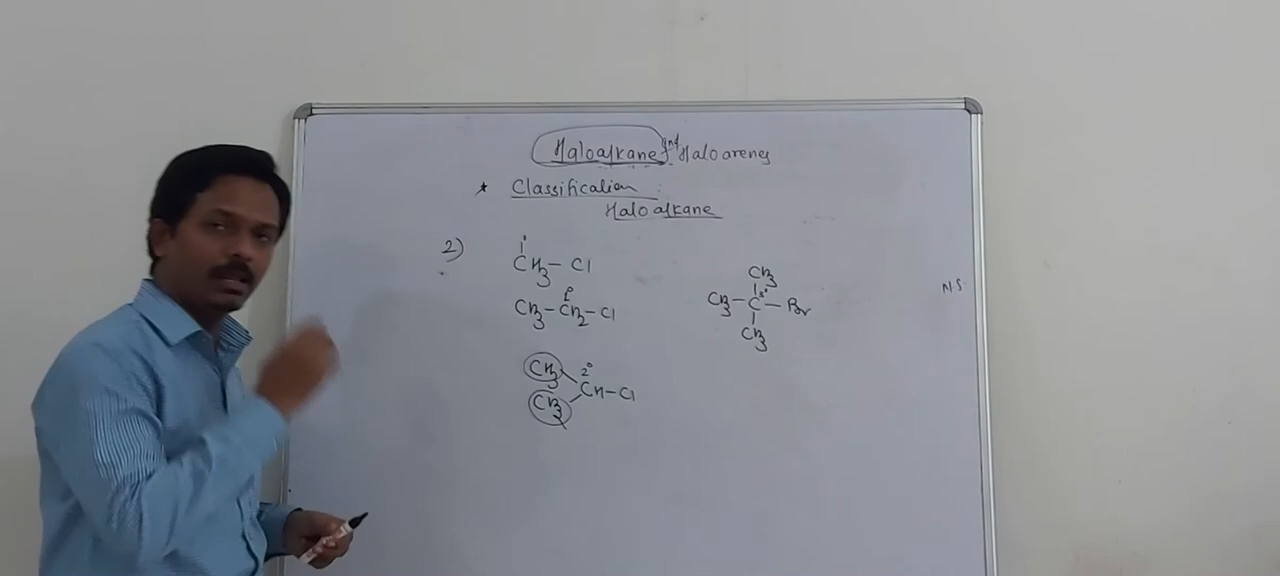 Haloalkane and Haloarenes
* Classification :
Haloalkane
2)
1°
CH3 – Cl
1°
CH3 – CH2 – Cl
CH3
CH3 – C – Br
3°
CH3
N.S
CH3
2°
CH – Cl
CH3